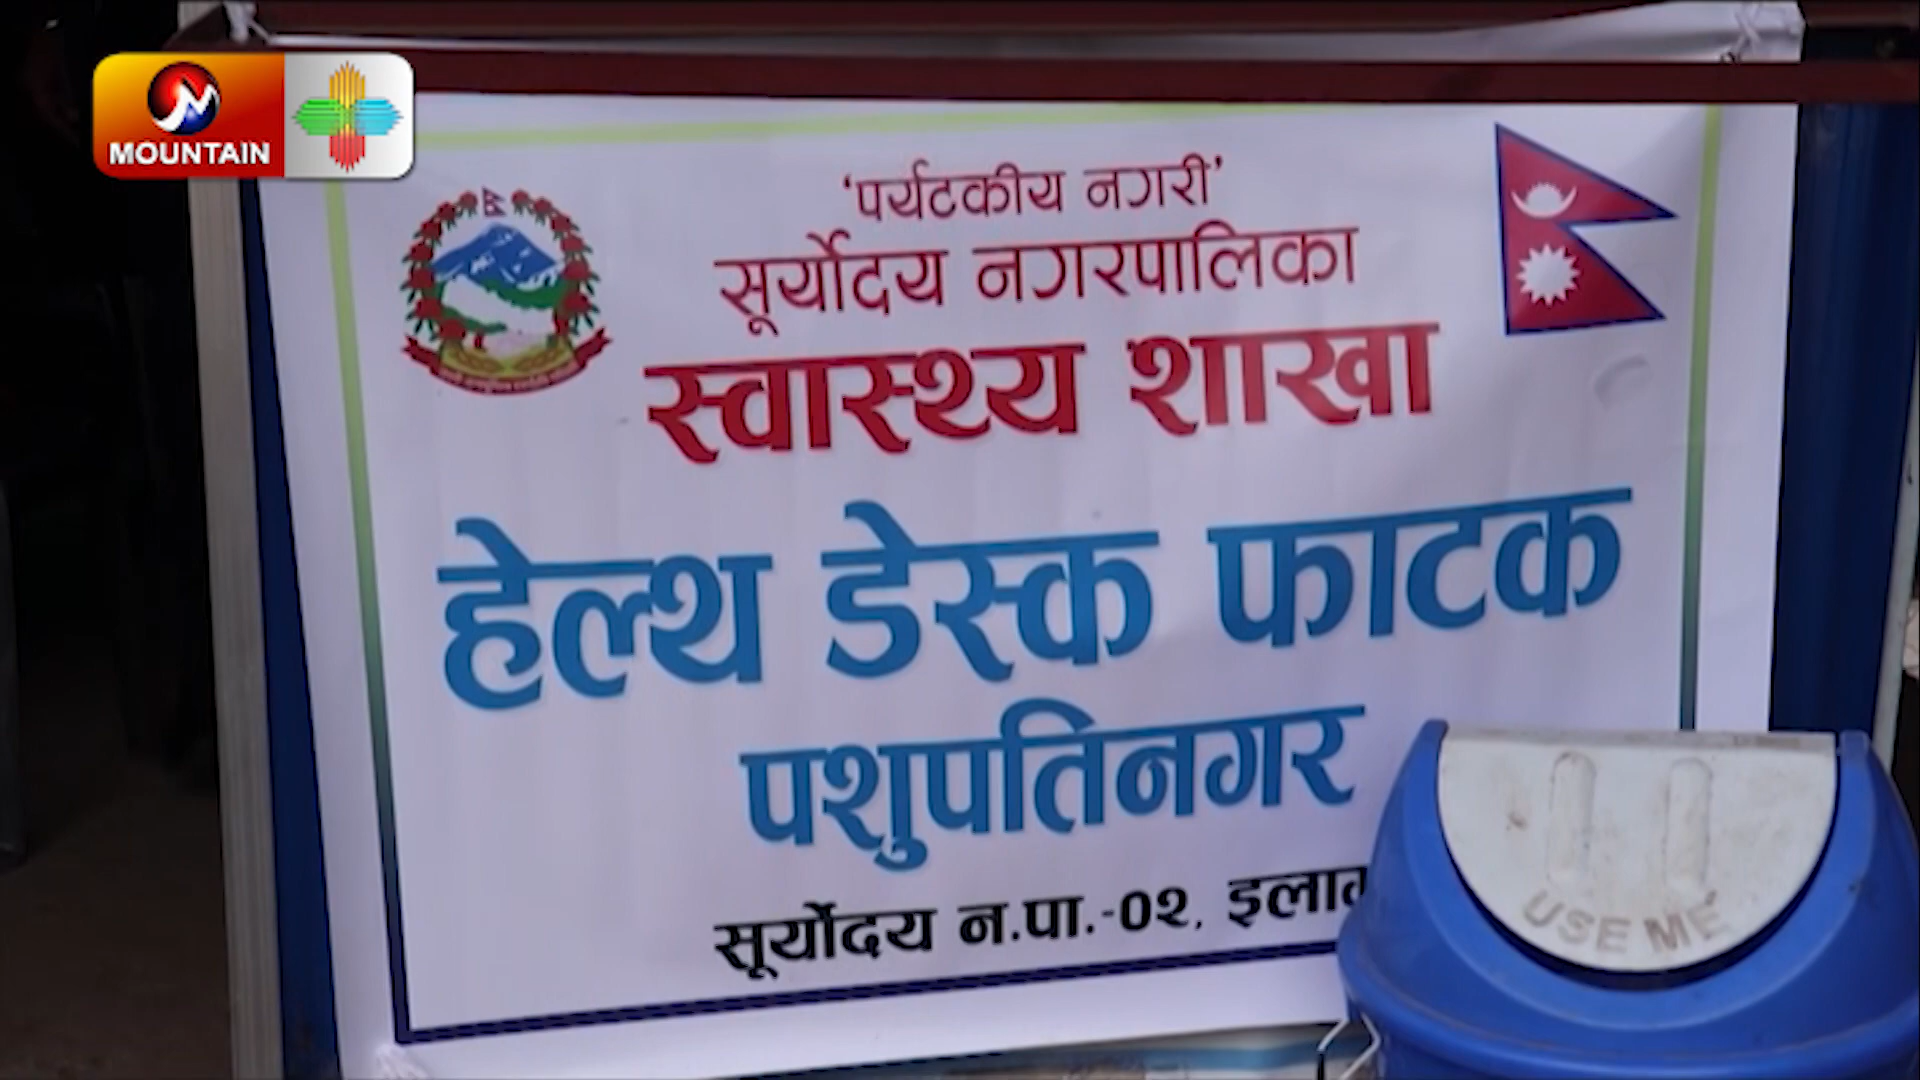 MOUNTAIN
‘पर्यटकीय नगरी’
सूर्योदय नगरपालिका
स्वास्थ्य शाखा
हेल्थ डेस्क फाटक
पशुपतिनगर
सूर्योदय न.पा.-०२,
USE ME